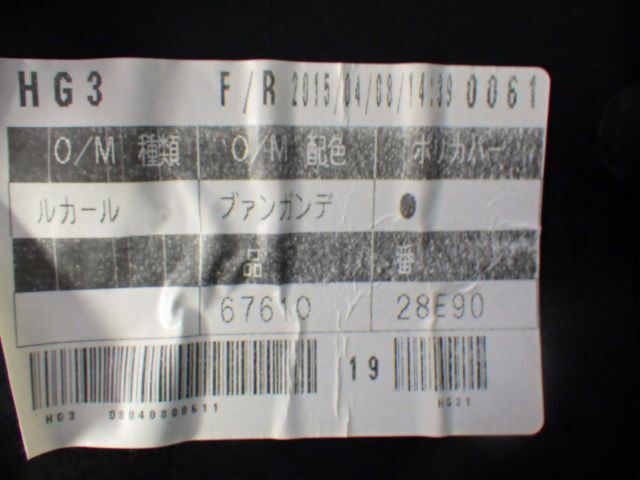 HG3 F/R 2015/04/08/14:39 0061
O/M 種類 O/M 配色 ポリカバー
ルカール ブァンガンデ ●
品 番
67610 28E90
19
HG3 D8040800611 HG31